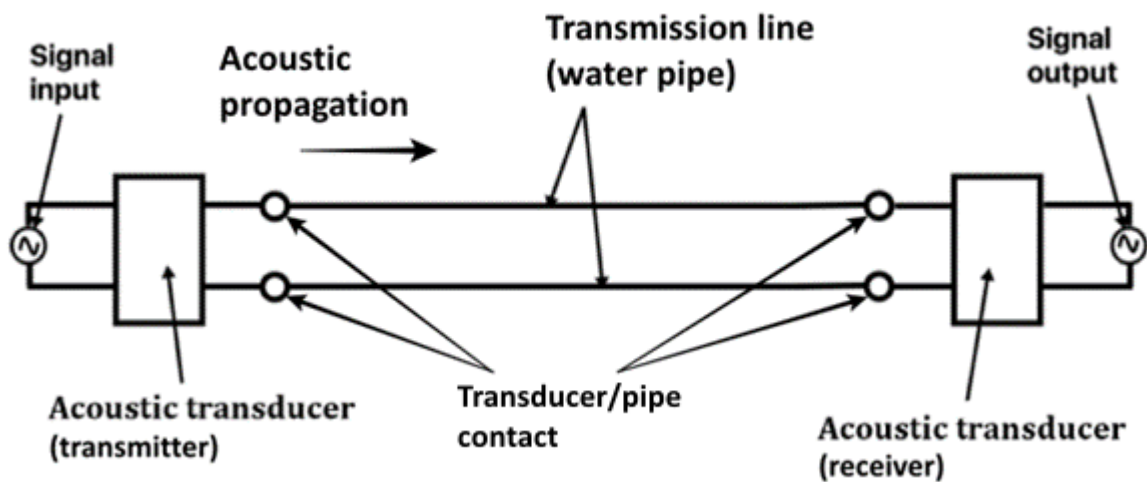 Signal
input
Acoustic
propagation
Transmission line
(water pipe)
Signal
output
Acoustic transducer
(transmitter)
Transducer/pipe
contact
Acoustic transducer
(receiver)